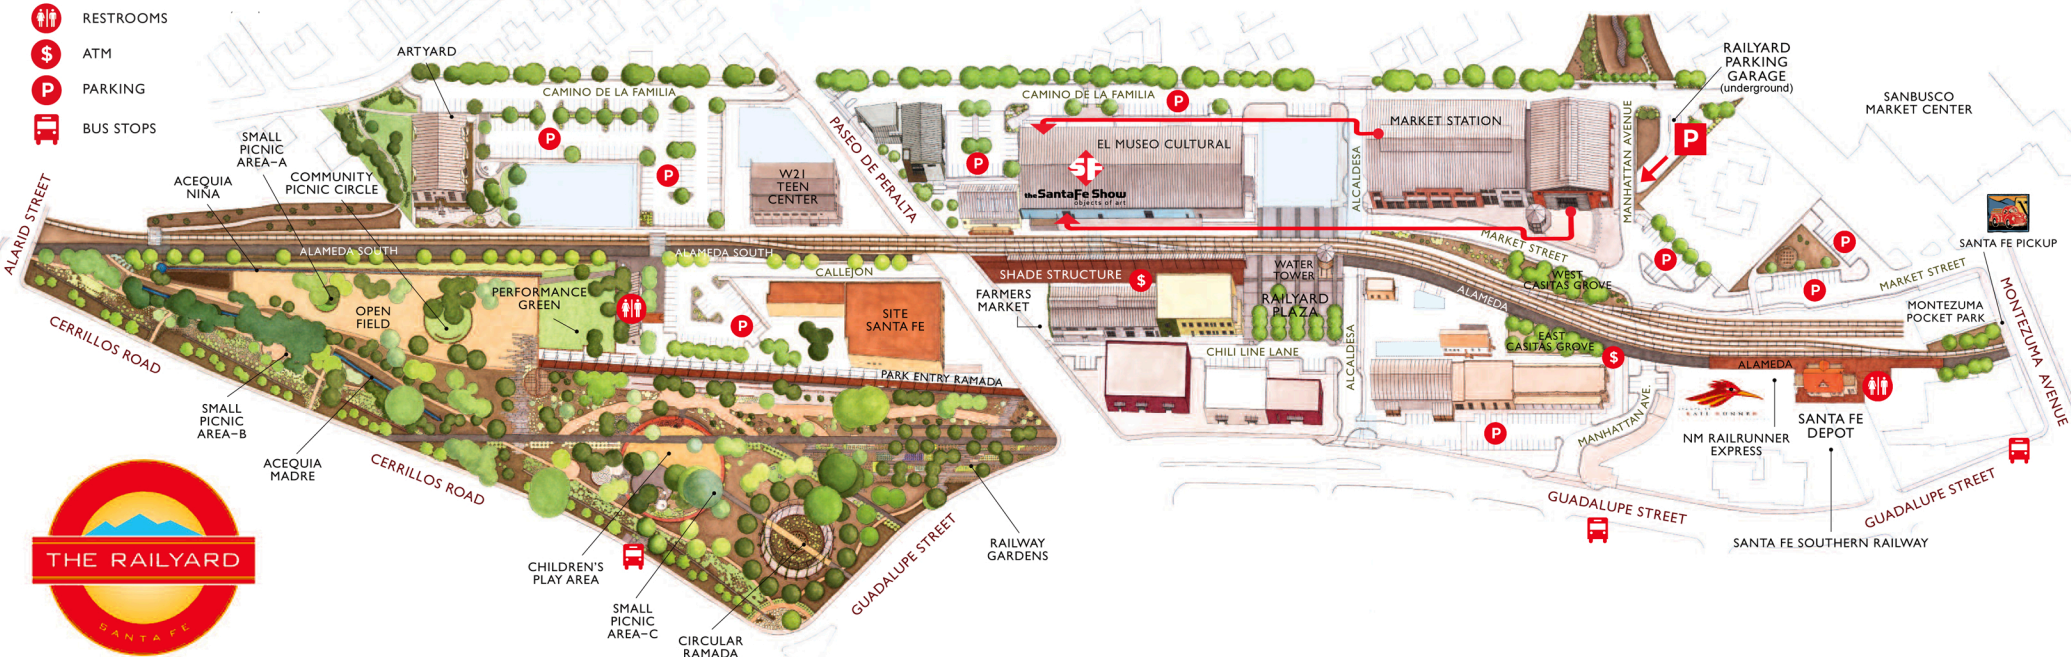 RESTROOMS
$
ATM
P
PARKING
BUS STOPS
ARTYARD
SMALL
PICNIC
AREA-A
COMMUNITY
PICNIC CIRCLE
ACEQUIA
NIÑA
ALARID STREET
CAMINO DE LA FAMILIA
P
P
W21
TEEN
CENTER
PASEO DE PERALTA
CAMINO DE LA FAMILIA
P
P
EL MUSEO CULTURAL
SF
theSantaFe Show
objects of art
ALCALDESA
MARKET STATION
MANHATTAN AVENUE
RAILYARD
PARKING
GARAGE
(underground)
P
SANBUSCO
MARKET CENTER
SANTA FE PICKUP
ALAMEDA SOUTH
ALAMEDA SOUTH
CALLEJON
OPEN
FIELD
PERFORMANCE
GREEN
P
SITE
SANTA FE
PARK ENTRY RAMADA
SHADE STRUCTURE
$
FARMERS
MARKET
WATER
TOWER
RAILYARD
PLAZA
CHILI LINE LANE
ALCALDESA
MARKET STREET
WEST
CASITAS GROVE
ALAMEDA
EAST
CASITAS GROVE
$
P
P
P
MARKET STREET
MONTEZUMA
POCKET PARK
MONTEZUMA AVENUE
ALAMEDA
P
MANHATTAN AVE.
NM RAILRUNNER
EXPRESS
SANTA FE
DEPOT
SANTA FE SOUTHERN RAILWAY
GUADALUPE STREET
GUADALUPE STREET
CERRILLOS ROAD
SMALL
PICNIC
AREA-B
ACEQUIA
MADRE
CERRILLOS ROAD
CHILDREN'S
PLAY AREA
SMALL
PICNIC
AREA-C
CIRCULAR
RAMADA
GUADALUPE STREET
RAILWAY
GARDENS
THE RAILYARD
SANTA FE